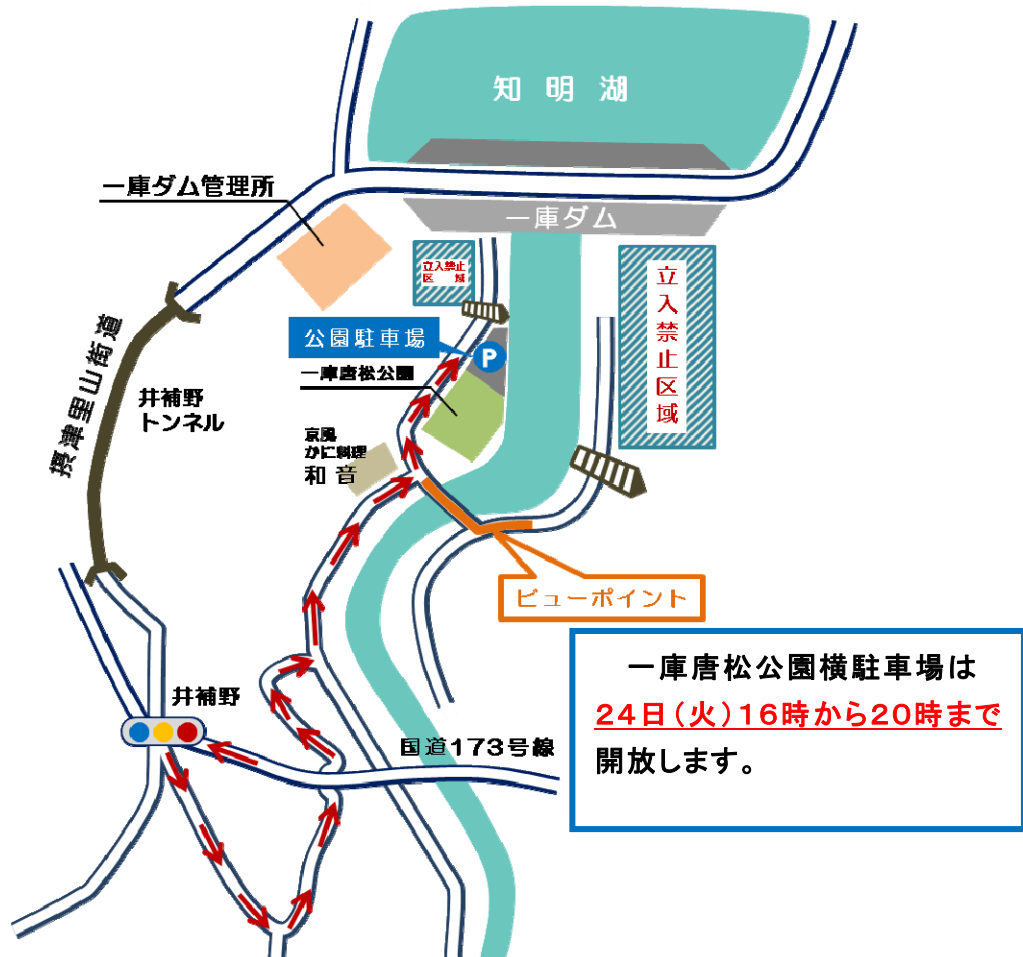 知明湖
一庫ダム管理所
一庫ダム
立入禁止
区域
立入禁止区域
公園駐車場
P
一庫唐松公園
摂津里山街道
井補野
トンネル
京風
かに料理
和音
ビューポイント
井補野
国道173号線
一庫唐松公園横駐車場は
24日(火)16時から20時まで
開放します。